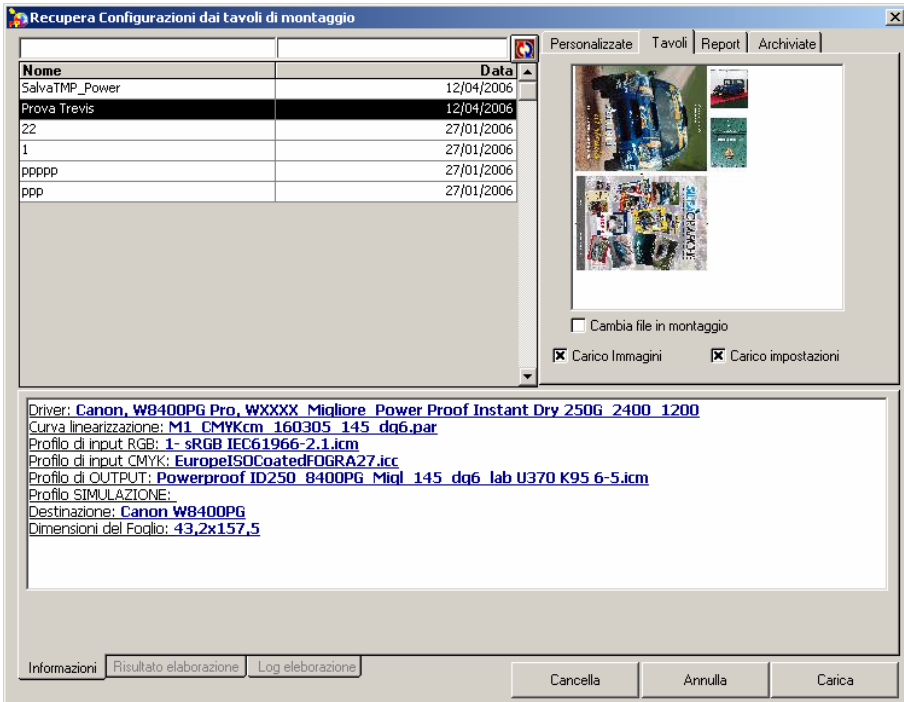 Recupera Configurazioni dai tavoli di montaggio
Personalizzate Tavoli Report Archiviate
Nome Data
SalvaTMP_Power 12/04/2006
Prova Trevis 12/04/2006
22 27/01/2006
1 27/01/2006
ppppp 27/01/2006
ppp 27/01/2006
Cambia file in montaggio
Carico Immagini Carico impostazioni
Driver: Canon, W8400PG Pro, WXXXX_Migliore_Power Proof Instant Dry 250G_2400_1200
Curva linearizzazione: M1_CMYKcm_160305_145_dg6.par
Profilo di input RGB: 1- sRGB IEC61966-2.1.icm
Profilo di input CMYK: EuropeISOCoatedFOGRA27.icc
Profilo di OUTPUT: Powerproof ID250_8400PG_Migl_145_dg6_lab U370 K95 6-5.icm
Profilo SIMULAZIONE:
Destinazione: Canon W8400PG
Dimensioni del Foglio: 43,2x157,5
Informazioni Risultato elaborazione Log eleborazione
Cancella Annulla Carica